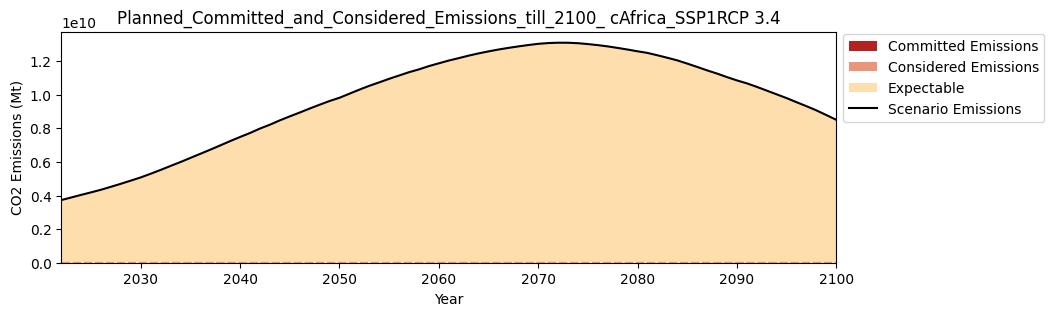 Planned_Committed_and_Considered_Emissions_till_2100_ cAfrica_SSP1RCP 3.4
1e10
CO2 Emissions (Mt)
1.2
1.0
0.8
0.6
0.4
0.2
0.0
2030 2040 2050 2060 2070 2080 2090 2100
Year
Committed Emissions
Considered Emissions
Expectable
Scenario Emissions